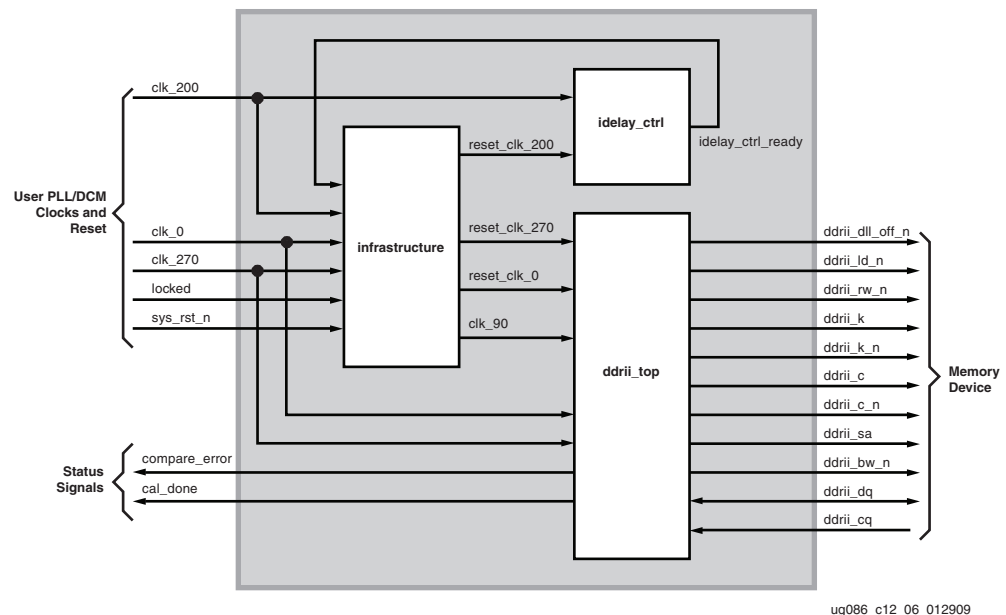 clk_200
idelay_ctrl
idelay_ctrl_ready
reset_clk_200
User PLL/DCM
Clocks and
Reset
clk_0
clk_270
locked
sys_rst_n
infrastructure
reset_clk_270
reset_clk_0
clk_90
ddrii_top
ddrii_dll_off_n
ddrii_ld_n
ddrii_rw_n
ddrii_k
ddrii_k_n
ddrii_c
ddrii_c_n
ddrii_sa
ddrii_bw_n
ddrii_dq
ddrii_cq
Memory
Device
Status
Signals
compare_error
cal_done
ug086_c12_06_012909